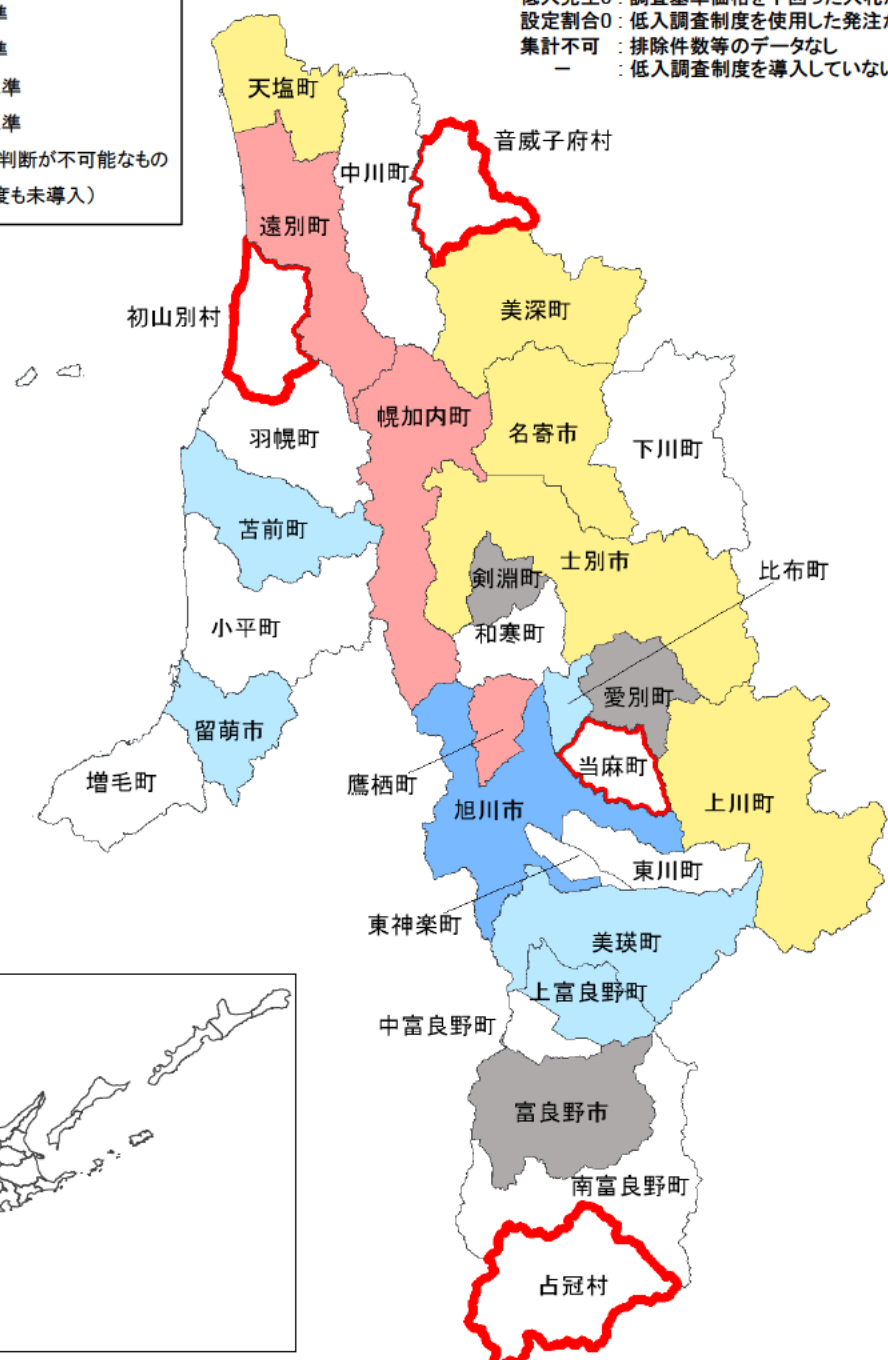 準
準
準
準
判断が不可能なもの
度も未導入）
設定割合0：低入調査制度を使用した発注が
集計不可　：排除件数等のデータなし
－　：低入調査制度を導入していない
天塩町
音威子府村
中川町
遠別町
美深町
初山別村
幌加内町
羽幌町
名寄市
下川町
苫前町
士別市
比布町
剣淵町
小平町
和寒町
愛別町
留萌市
当麻町
増毛町
鷹栖町
旭川市
上川町
東川町
東神楽町
美瑛町
上富良野町
中富良野町
富良野市
南富良野町
占冠村